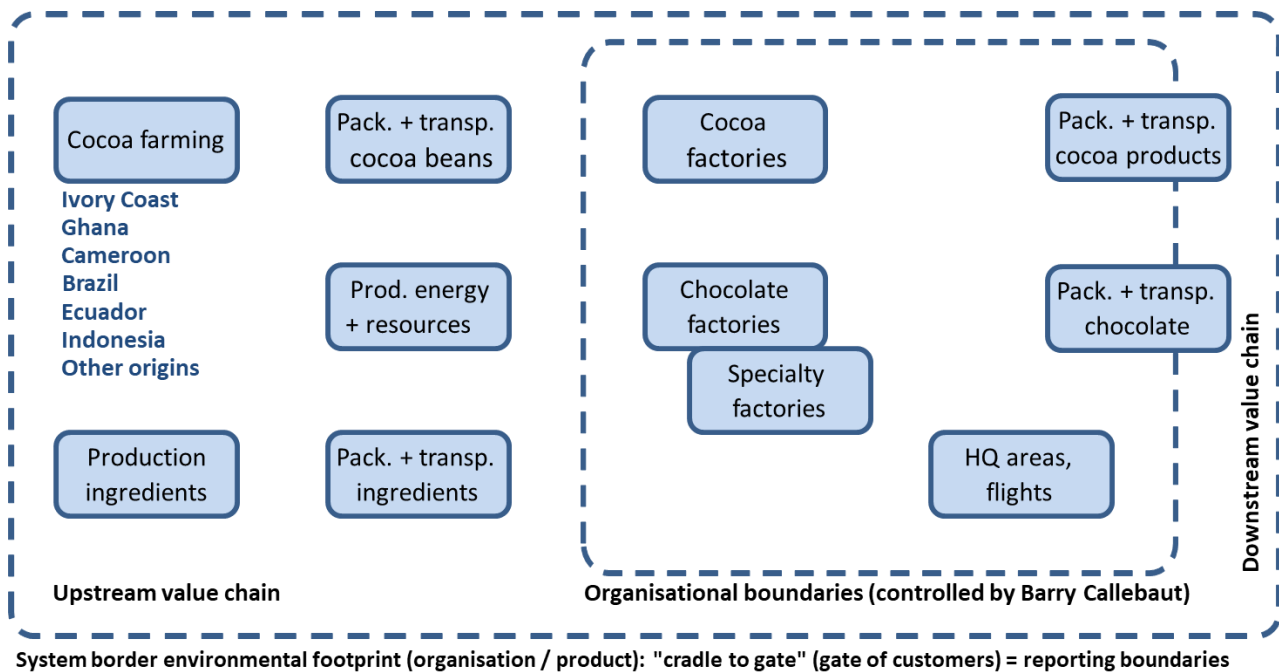 Cocoa farming
Ivory Coast
Ghana
Cameroon
Brazil
Ecuador
Indonesia
Other origins
Production
ingredients
Pack. + transp.
cocoa beans
Prod. energy
+ resources
Pack. + transp.
ingredients
Upstream value chain
Cocoa
factories
Chocolate
factories
Specialty
factories
HQ areas,
flights
Pack. + transp.
cocoa products
Pack. + transp.
chocolate
Organisational boundaries (controlled by Barry Callebaut)
Downstream value chain
System border environmental footprint (organisation / product): "cradle to gate" (gate of customers) = reporting boundaries